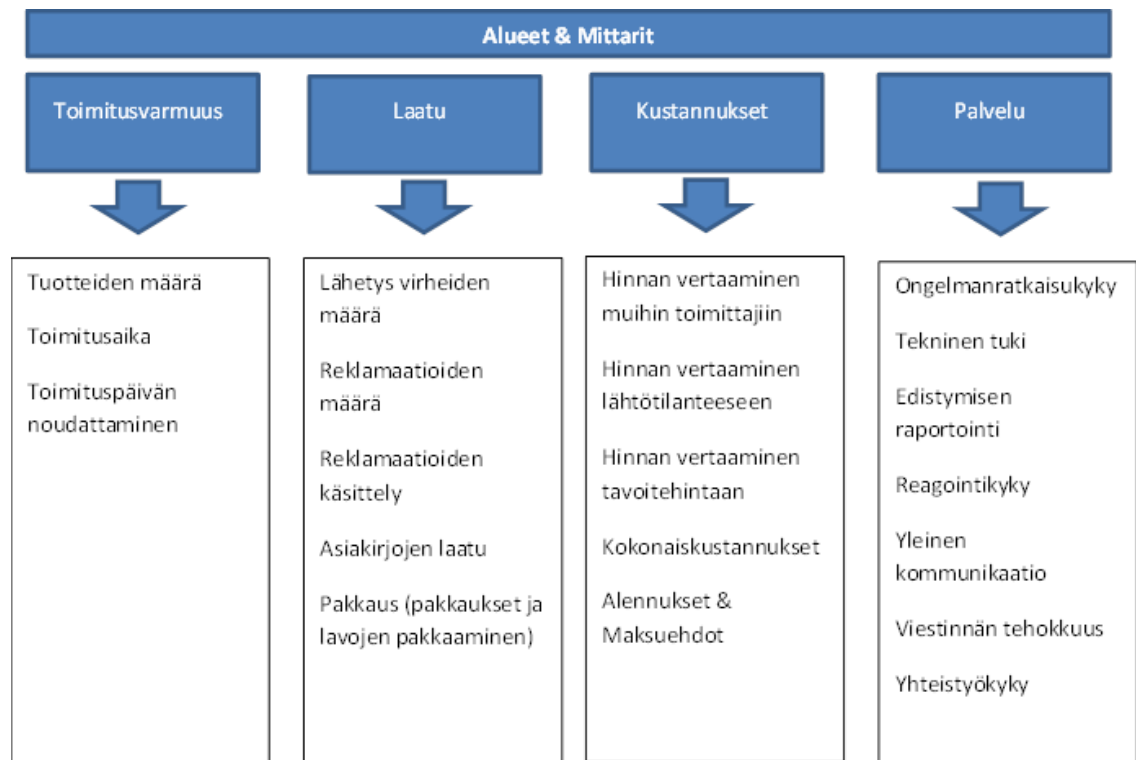 Alueet & Mittarit
Toimitusvarmuus
Laatu
Kustannukset
Palvelu
Tuotteiden määrä
Toimitusaika
Toimituspäivän
noudattaminen
Lähetys virheiden
määrä
Reklamaatioiden
määrä
Reklamaatioiden
käsittely
Asiakirjojen laatu
Pakkaus (pakkaukset ja
lavojen pakkaaminen)
Hinnan vertaaminen
muihin toimittajiin
Hinnan vertaaminen
lähtötilanteeseen
Hinnan vertaaminen
tavoitehintaan
Kokonaiskustannukset
Alennukset &
Maksuehdot
Ongelmanratkaisukyky
Tekninen tuki
Edistymisen
raportointi
Reagointikyky
Yleinen
kommunikaatio
Viestinnän tehokkuus
Yhteistyökyky